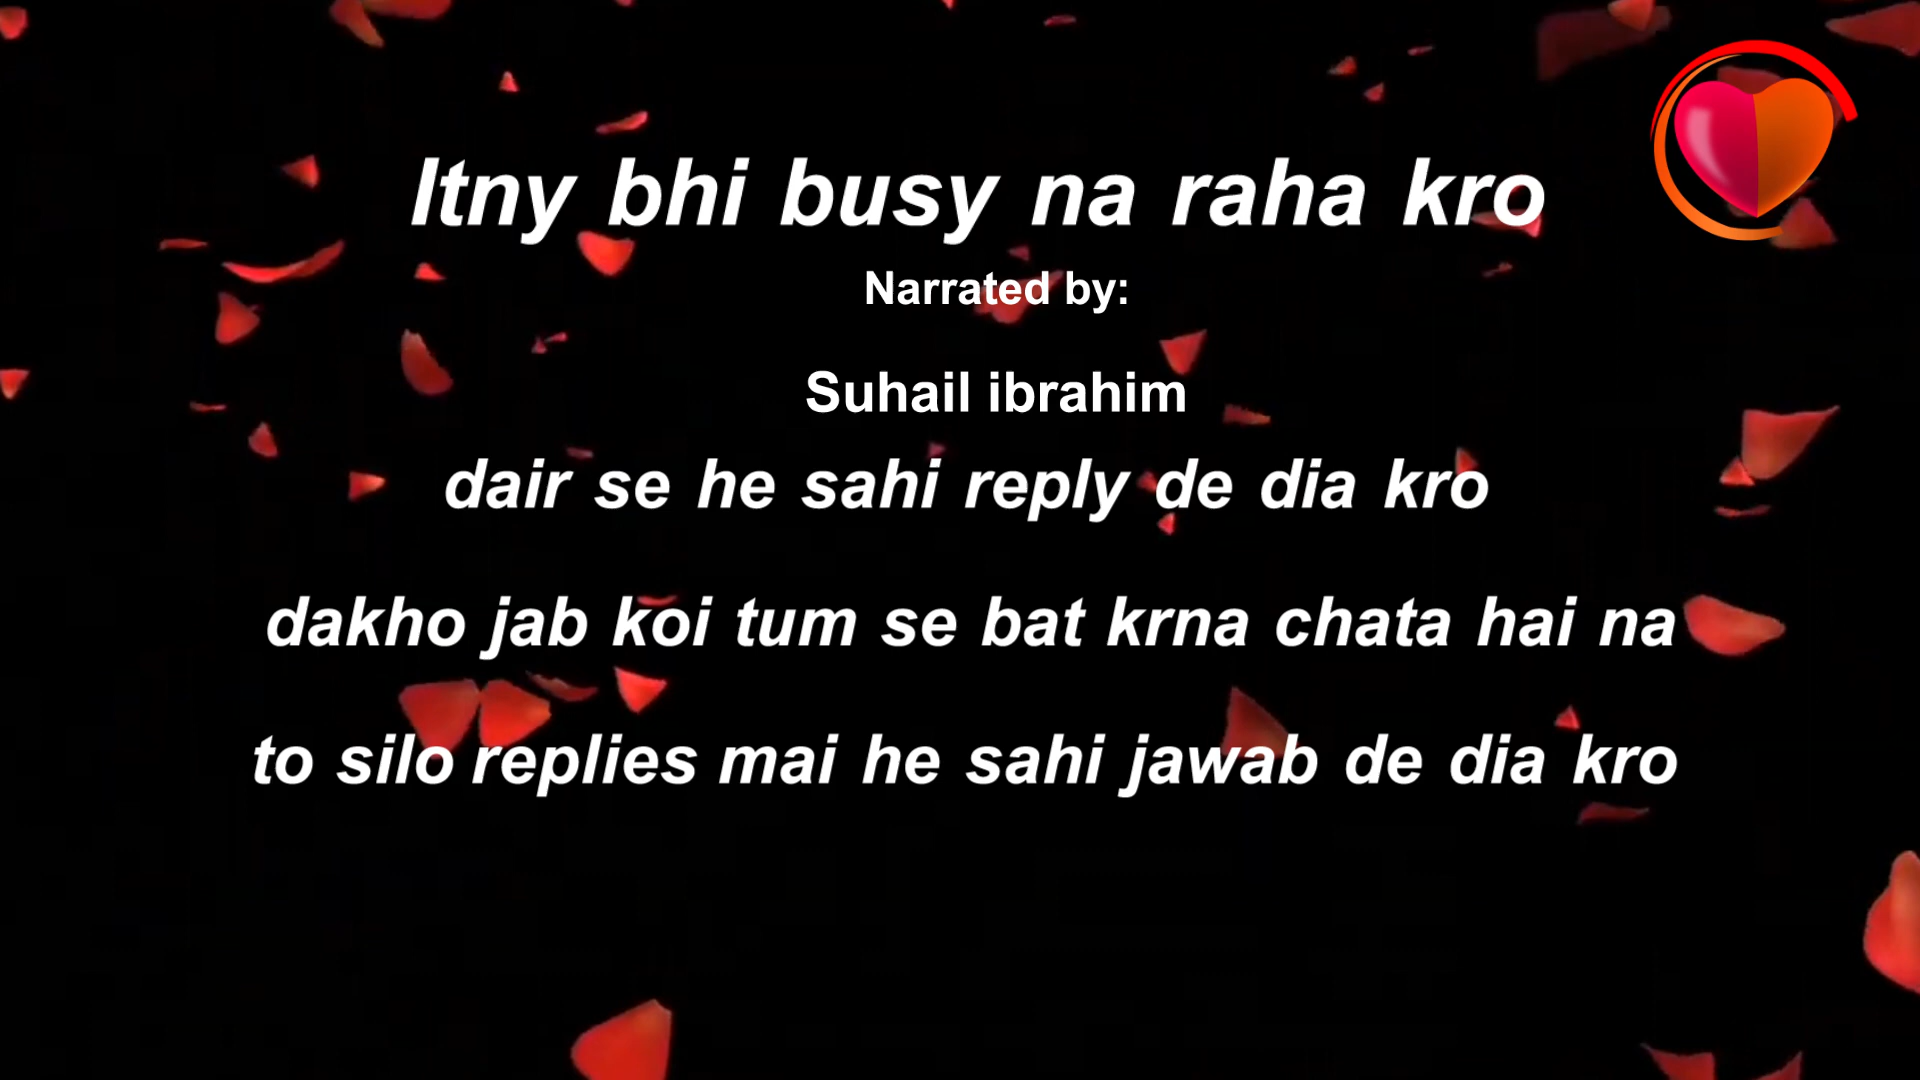 Itny bhi busy na raha kro
Narrated by:
Suhail ibrahim
dair se he sahi reply de dia kro
dakho jab koi tum se bat krna chata hai na
to silo replies mai he sahi jawab de dia kro